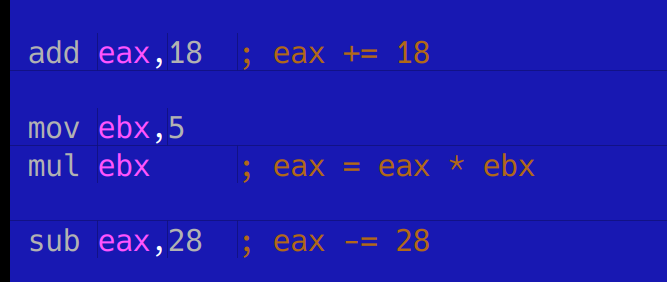 add eax,18  ; eax += 18
mov ebx,5
mul ebx     ; eax = eax * ebx
sub eax,28  ; eax -= 28